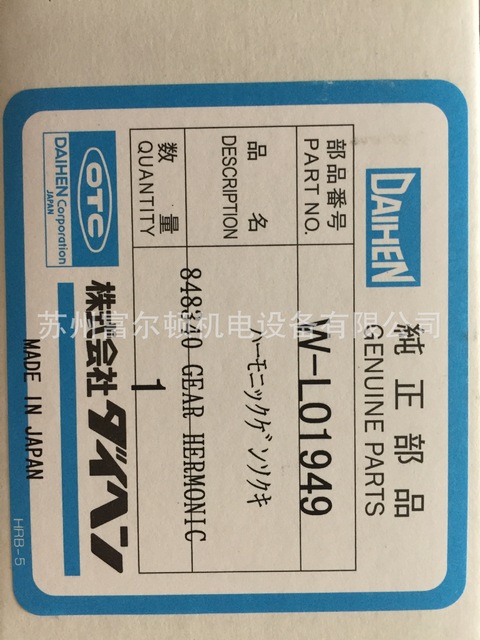 DAIHEN
純正部品
GENUINE PARTS
部品番号
PART NO.
W-L01949
品名
DESCRIPTION
ハーモニックゲンソクキ
848340 GEAR HERMONIC
数量
QUANTITY
1
OTC
DAIHEN Corporation
JAPAN
株式会社ダイヘン
MADE IN JAPAN
HRB-5
苏州富尔顿机电设备有限公司